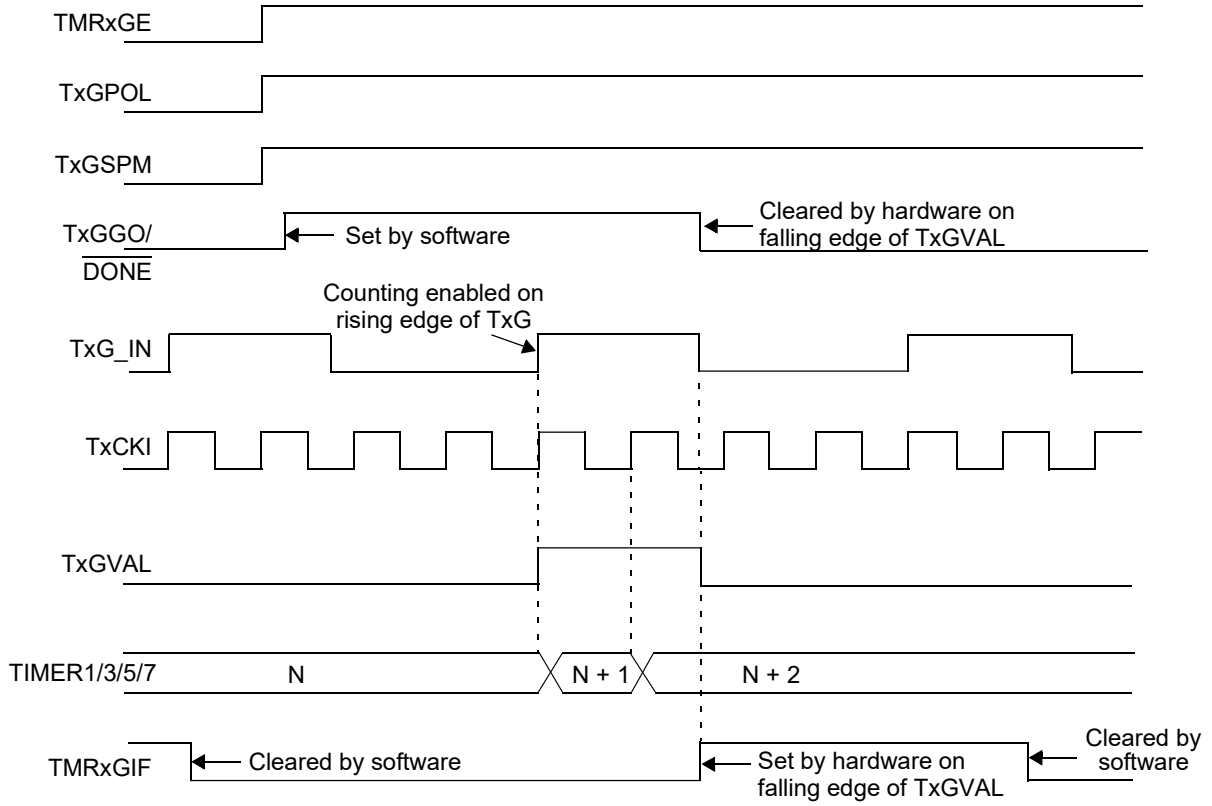 TMRxGE
TxGPOL
TxGSPM
TxGGO/
DONE
Set by software
Cleared by hardware on
falling edge of TxGVAL
Counting enabled on
rising edge of TxG
TxG_IN
TxCKI
TxGVAL
TIMER1/3/5/7
N
N + 1
N + 2
TMRxGIF
Cleared by software
Set by hardware on
falling edge of TxGVAL
Cleared by
software